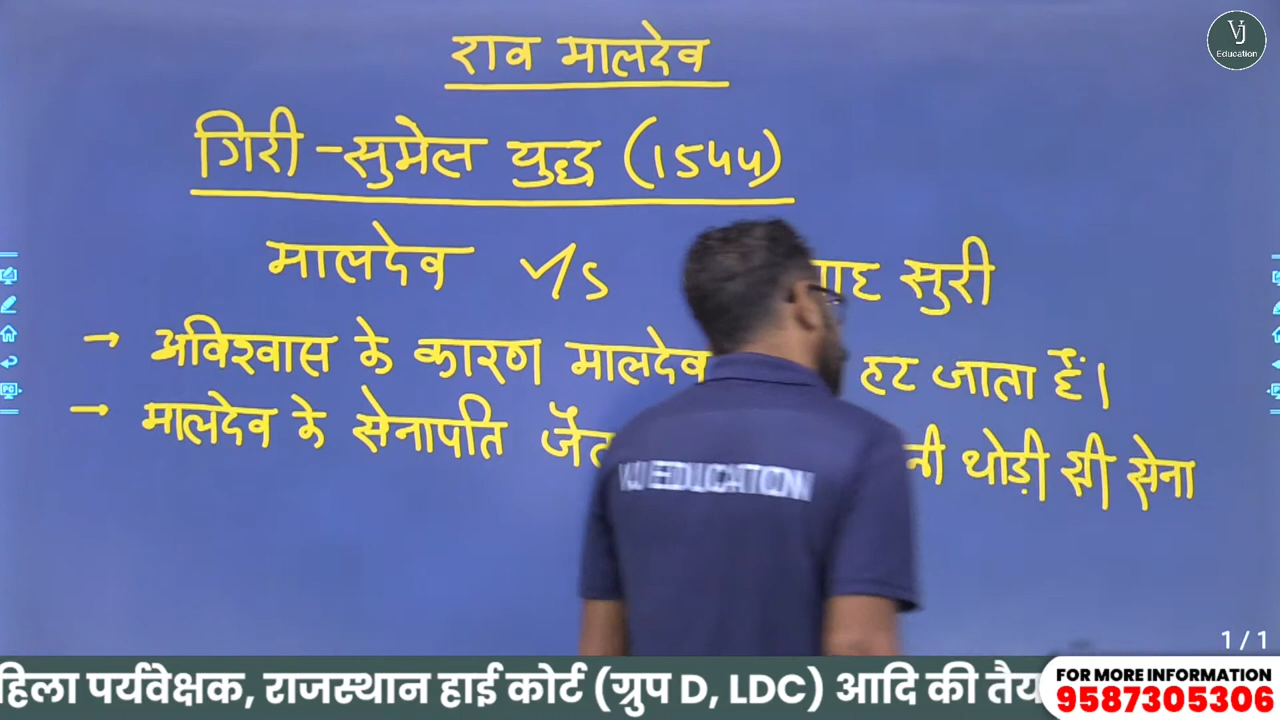 राव मालदेव
Vj
Education
गिरी-सुमेल युद्ध (1544)
मालदेव V/s सुरी
→ अविश्वास के कारण मालदेव हट जाता हैं।
→ मालदेव के सेनापति थोड़ी सी सेना
VJ EDUCATION
1 / 1
पर्यवेक्षक, राजस्थान हाई कोर्ट (ग्रुप D, LDC) आदि की
FOR MORE INFORMATION
9587305306